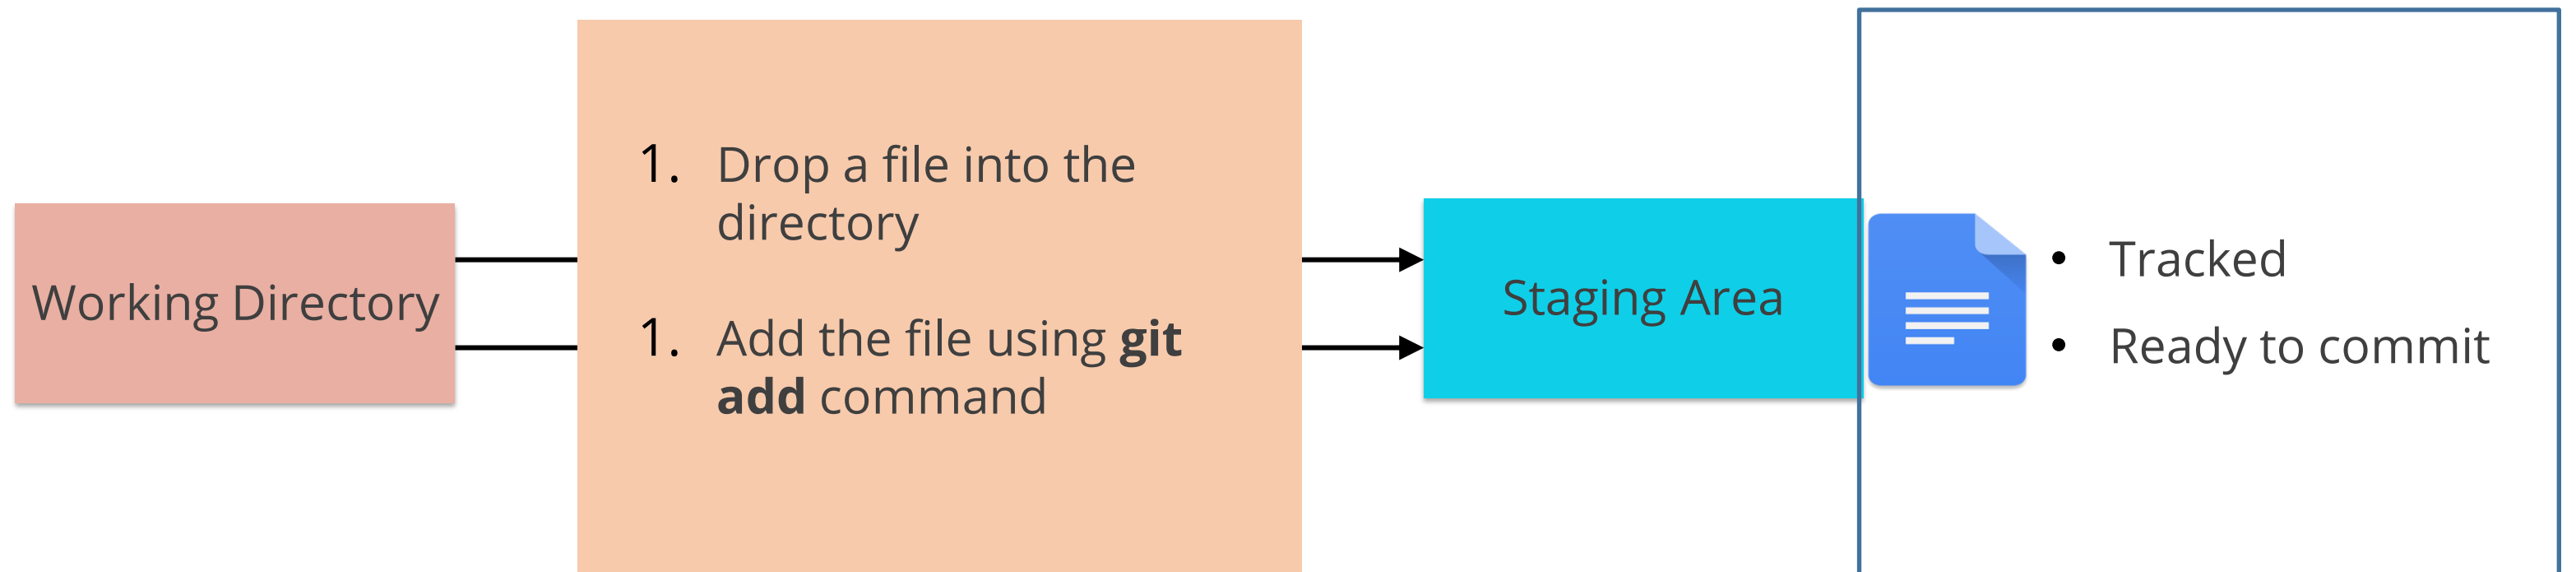 Working Directory
1. Drop a file into the
directory
1. Add the file using git
add command
Staging Area
• Tracked
• Ready to commit